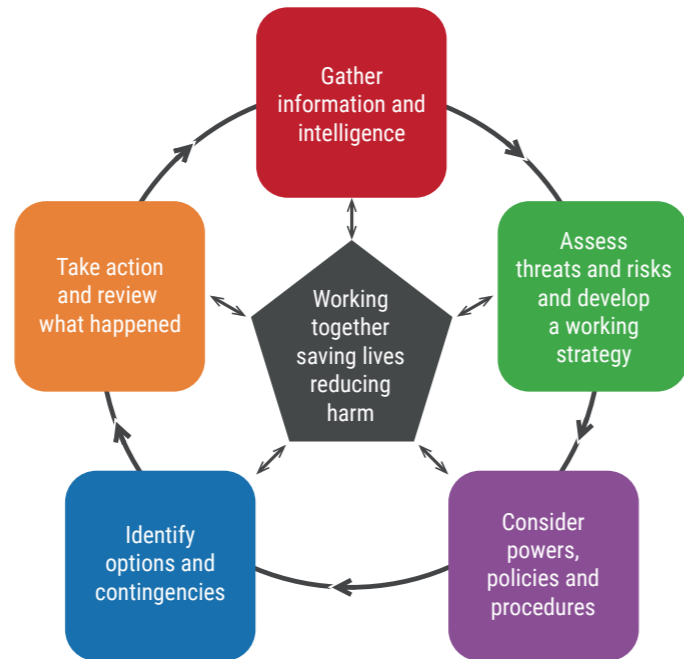 Gather
information and
intelligence
Assess
threats and risks
and develop
a working
strategy
Consider
powers,
policies and
procedures
Identify
options and
contingencies
Take action
and review
what happened
Working
together
saving lives
reducing
harm